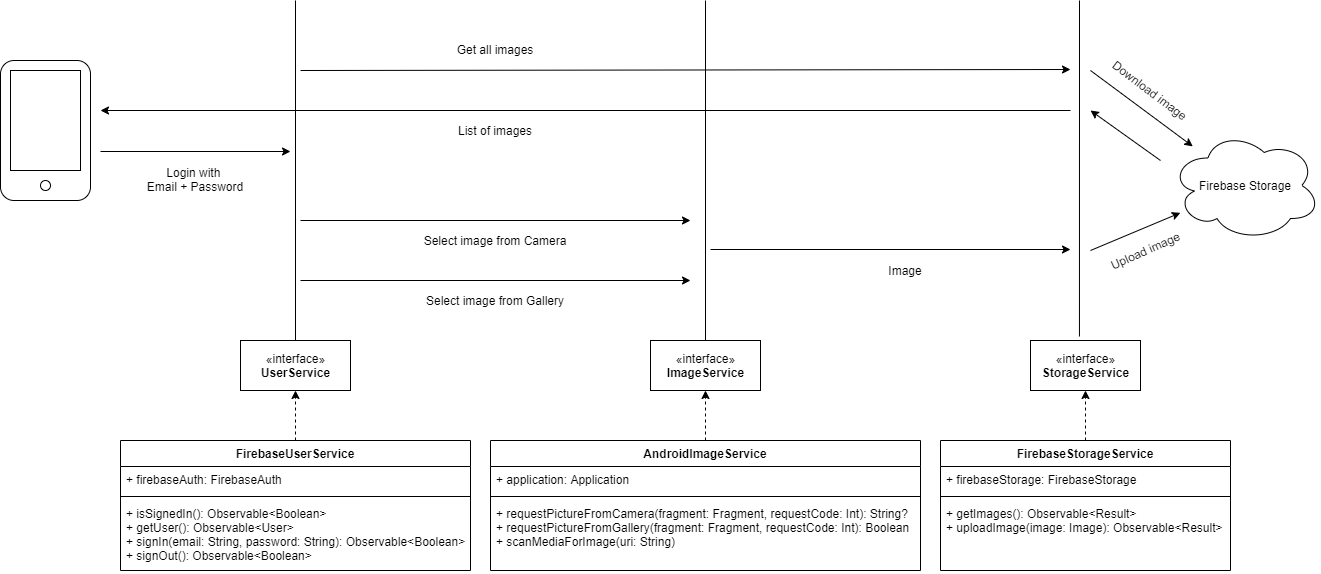 Get all images
Download image
List of images
Login with
Email + Password
Firebase Storage
Select image from Camera
Upload image
Image
Select image from Gallery
«interface»
UserService
«interface»
ImageService
«interface»
StorageService
FirebaseUserService
+ firebaseAuth: FirebaseAuth
+ isSignedIn(): Observable<Boolean>
+ getUser(): Observable<User>
+ signIn(email: String, password: String): Observable<Boolean>
+ signOut(): Observable<Boolean>
AndroidImageService
+ application: Application
+ requestPictureFromCamera(fragment: Fragment, requestCode: Int): String?
+ requestPictureFromGallery(fragment: Fragment, requestCode: Int): Boolean
+ scanMediaForImage(uri: String)
FirebaseStorageService
+ firebaseStorage: FirebaseStorage
+ getImages(): Observable<Result>
+ uploadImage(image: Image): Observable<Result>